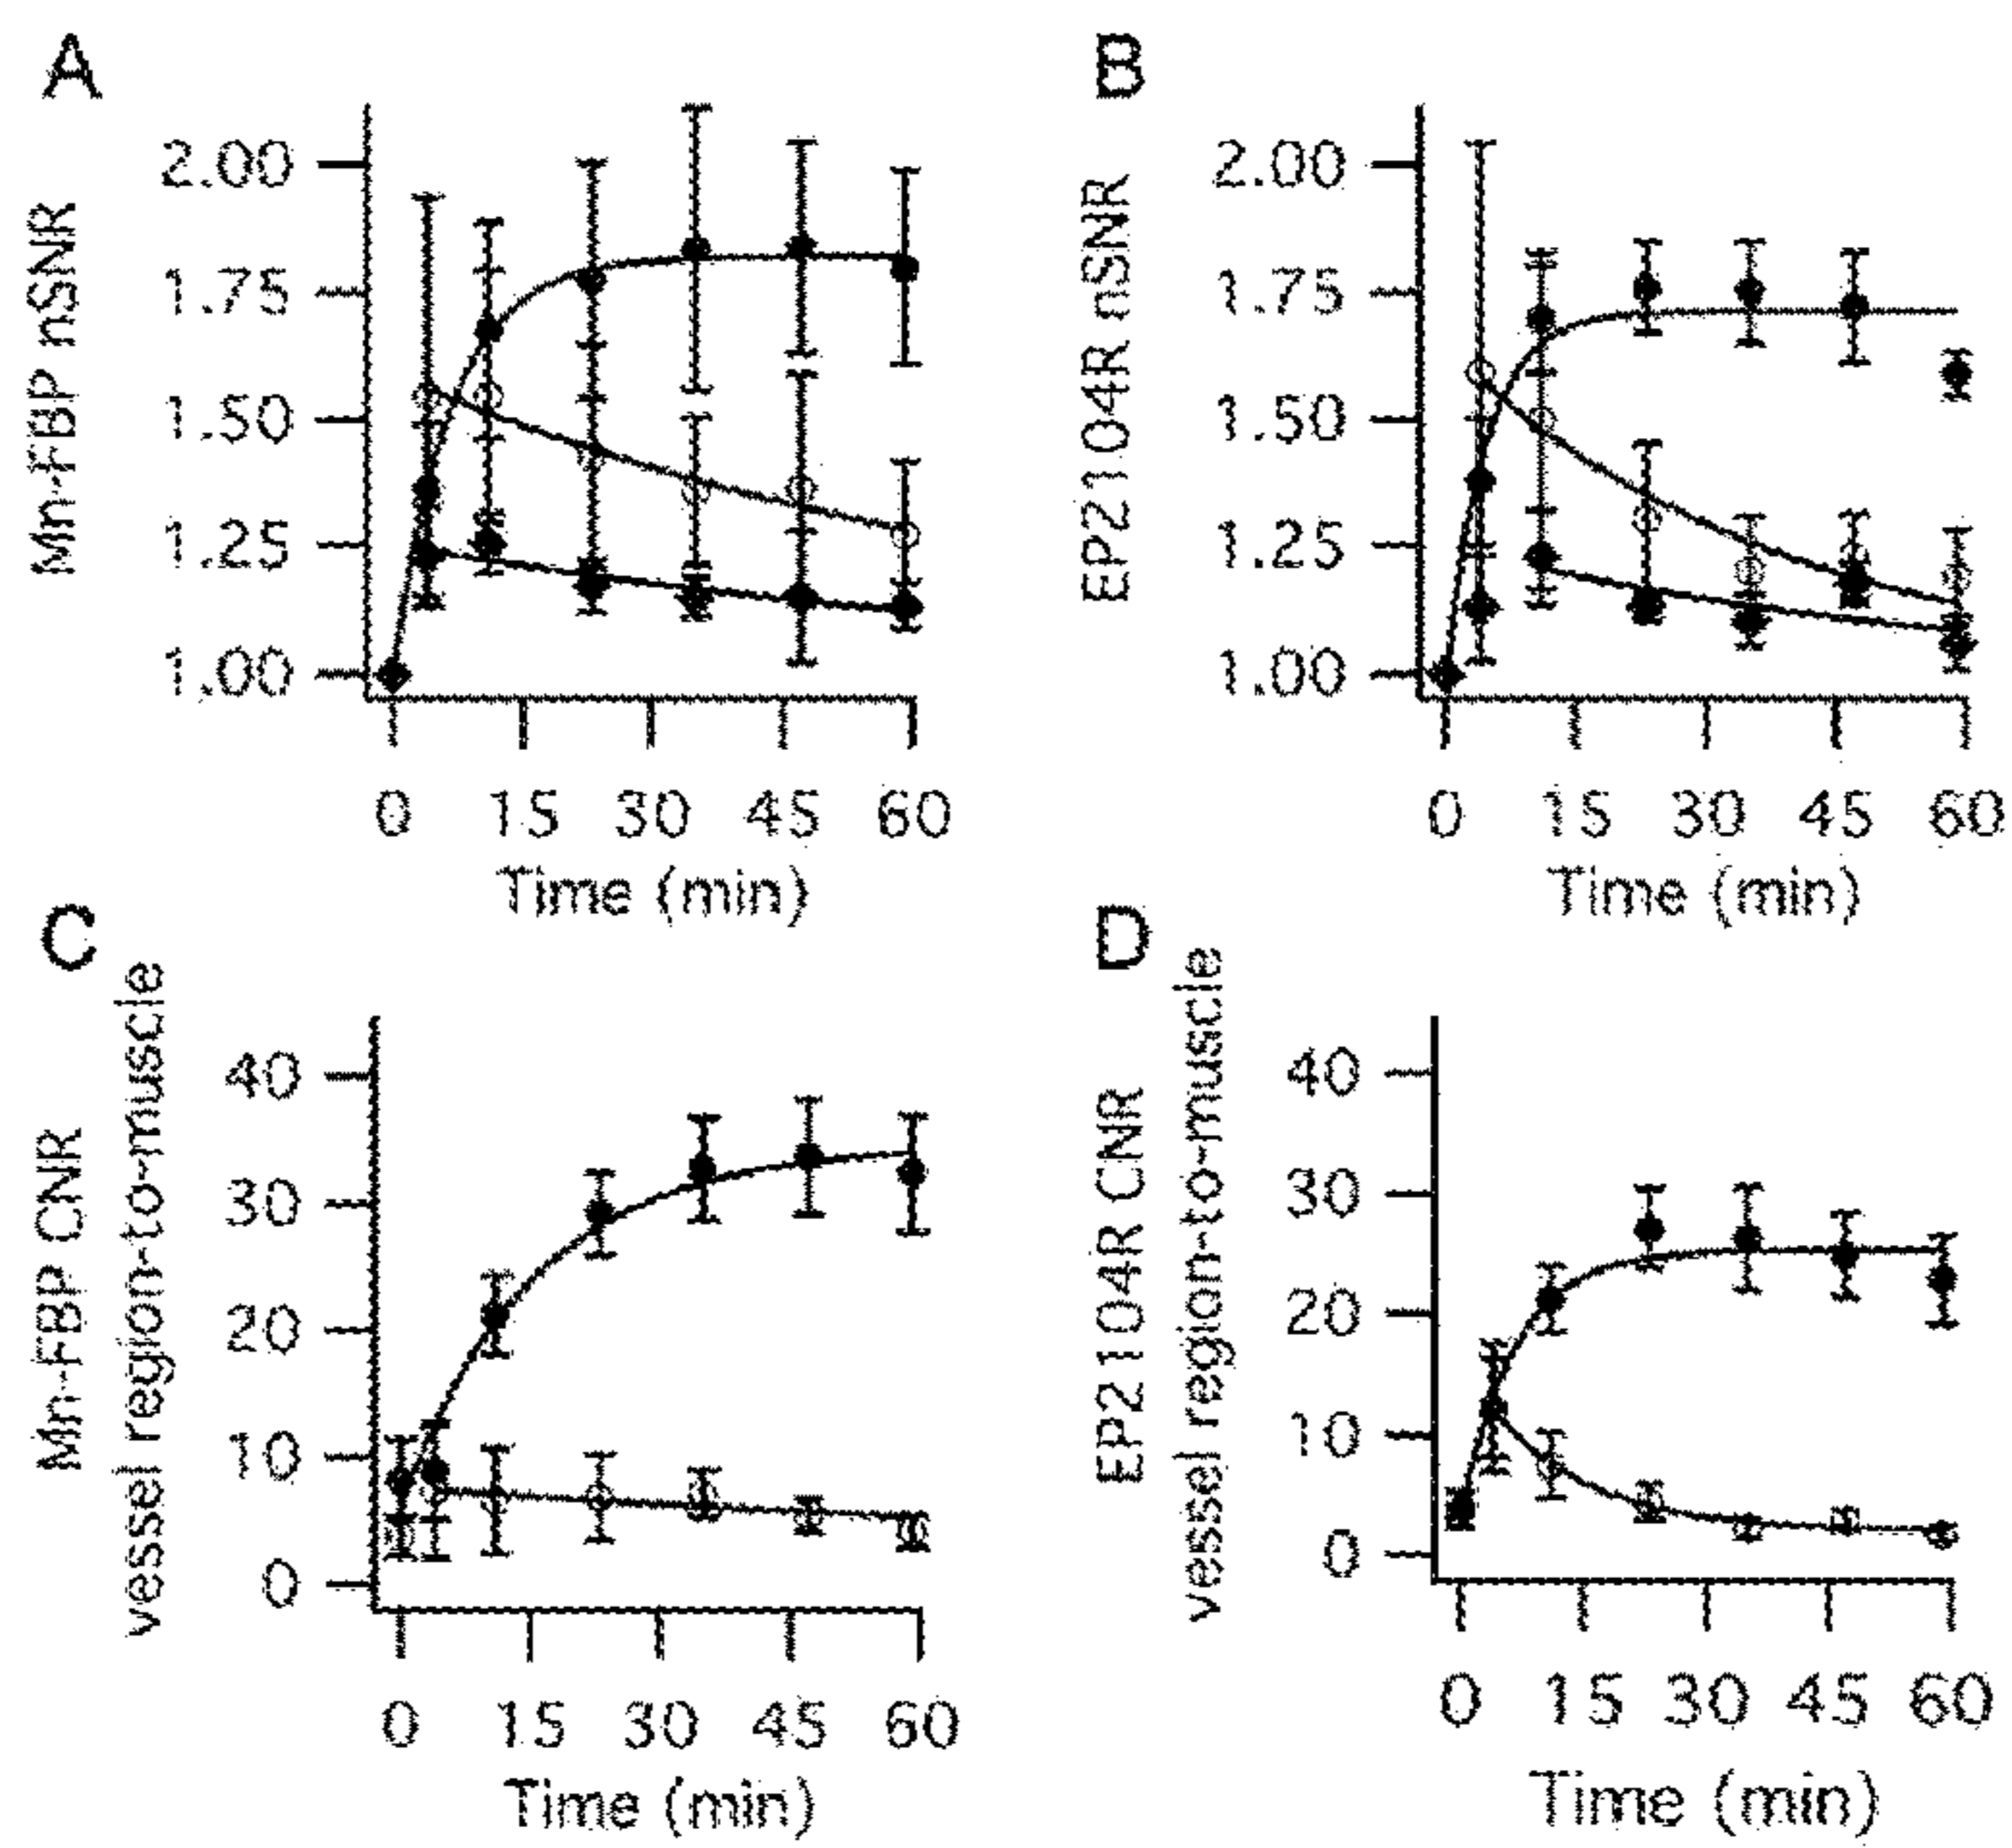 A
Mn-FBP nSNR
2.00
1.75
1.50
1.25
1.00
0 15 30 45 60
Time (min)
B
EP2104R nSNR
2.00
1.75
1.50
1.25
1.00
0 15 30 45 60
Time (min)
C
Mn-FBP CNR
vessel region-to-muscle
40
30
20
10
0
0 15 30 45 60
Time (min)
D
EP2104R CNR
vessel region-to-muscle
40
30
20
10
0
0 15 30 45 60
Time (min)